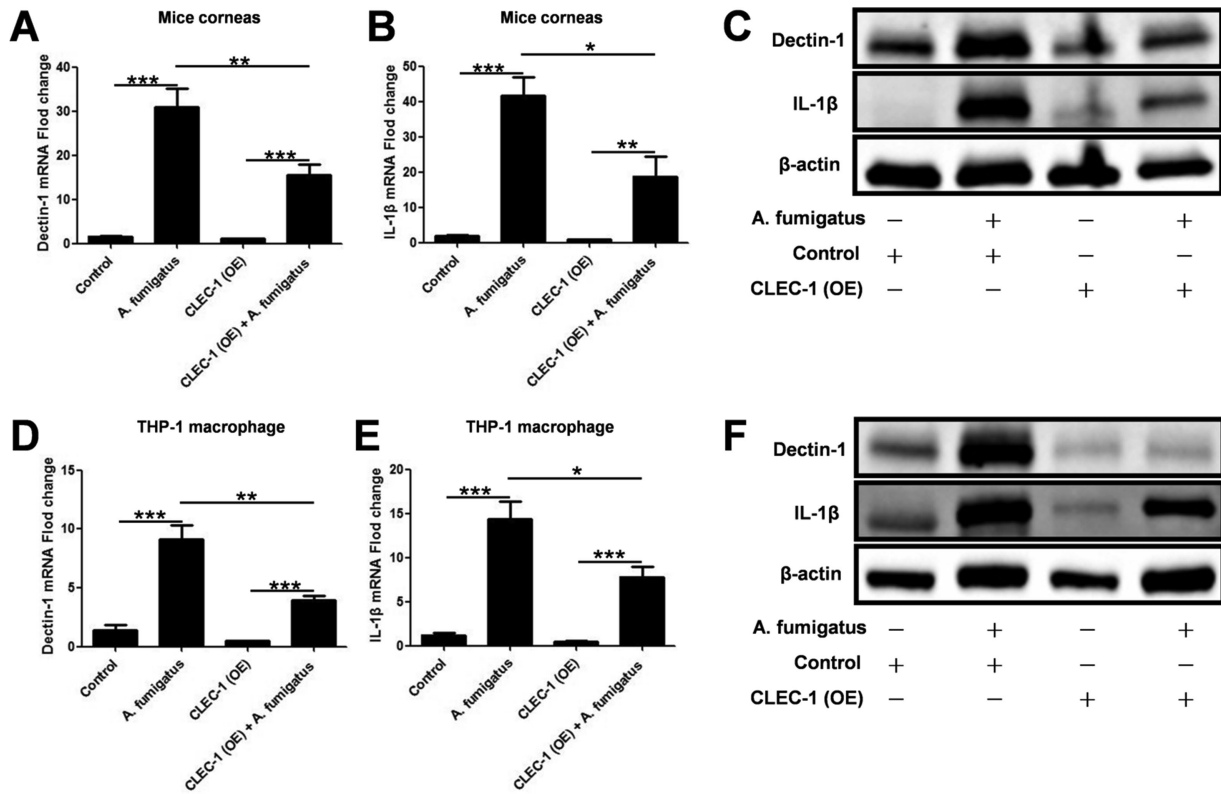 A
Mice corneas
Dectin-1 mRNA Flod change
40
30
20
10
0
***
**
***
Control
A. fumigatus
CLEC-1 (OE)
CLEC-1 (OE) + A. fumigatus
B
Mice corneas
IL-1β mRNA Flod change
60
40
20
0
***
*
**
Control
A. fumigatus
CLEC-1 (OE)
CLEC-1 (OE) + A. fumigatus
C
Dectin-1
IL-1β
β-actin
A. fumigatus − + − +
Control + + − −
CLEC-1 (OE) − − + +
D
THP-1 macrophage
Dectin-1 mRNA Flod change
15
10
5
0
***
**
***
Control
A. fumigatus
CLEC-1 (OE)
CLEC-1 (OE) + A. fumigatus
E
THP-1 macrophage
IL-1β mRNA Flod change
20
15
10
5
0
***
*
***
Control
A. fumigatus
CLEC-1 (OE)
CLEC-1 (OE) + A. fumigatus
F
Dectin-1
IL-1β
β-actin
A. fumigatus − + − +
Control + + − −
CLEC-1 (OE) − − + +